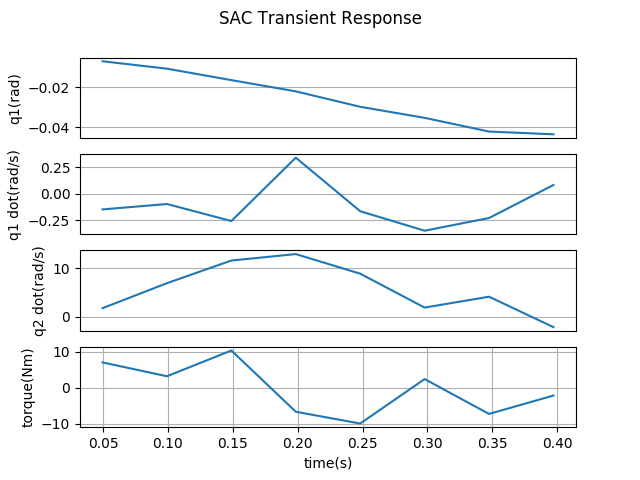 SAC Transient Response
q1(rad)
−0.02
−0.04
q1 dot(rad/s)
0.25
0.00
−0.25
q2 dot(rad/s)
10
0
torque(Nm)
10
0
−10
0.05 0.10 0.15 0.20 0.25 0.30 0.35 0.40
time(s)